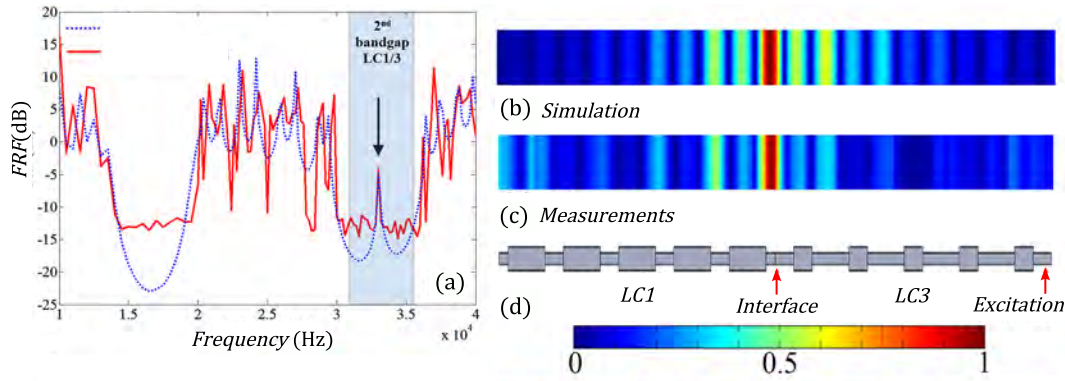 20
15
10
5
0
-5
-10
-15
-20
-25
FRF(dB)
2nd
bandgap
LC1/3
(a)
1 1.5 2 2.5 3 3.5 4
x 10⁴
Frequency (Hz)
(b) Simulation
(c) Measurements
(d) LC1 Interface LC3 Excitation
0 0.5 1